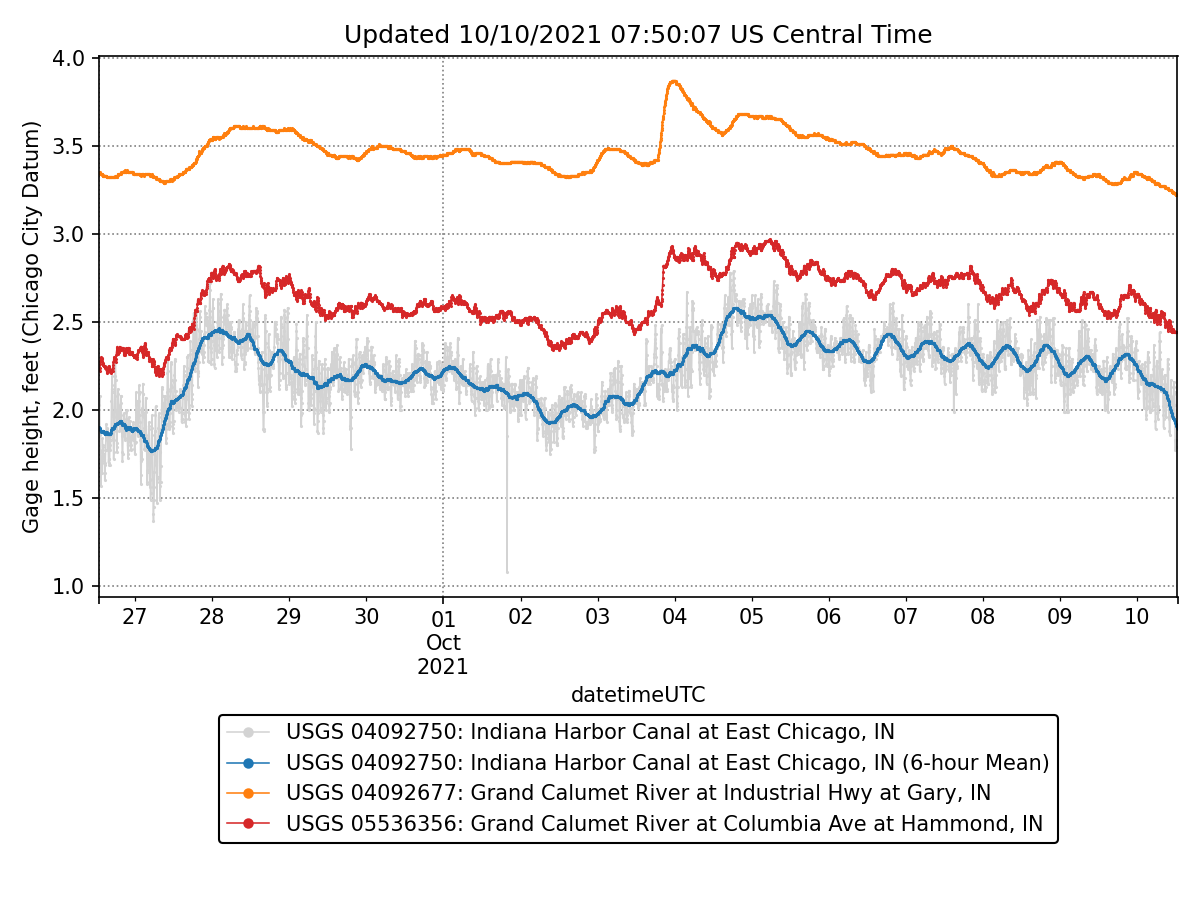 Updated 10/10/2021 07:50:07 US Central Time
Gage height, feet (Chicago City Datum)
4.0
3.5
3.0
2.5
2.0
1.5
1.0
27 28 29 30 01 02 03 04 05 06 07 08 09 10
Oct
2021
datetimeUTC
USGS 04092750: Indiana Harbor Canal at East Chicago, IN
USGS 04092750: Indiana Harbor Canal at East Chicago, IN (6-hour Mean)
USGS 04092677: Grand Calumet River at Industrial Hwy at Gary, IN
USGS 05536356: Grand Calumet River at Columbia Ave at Hammond, IN